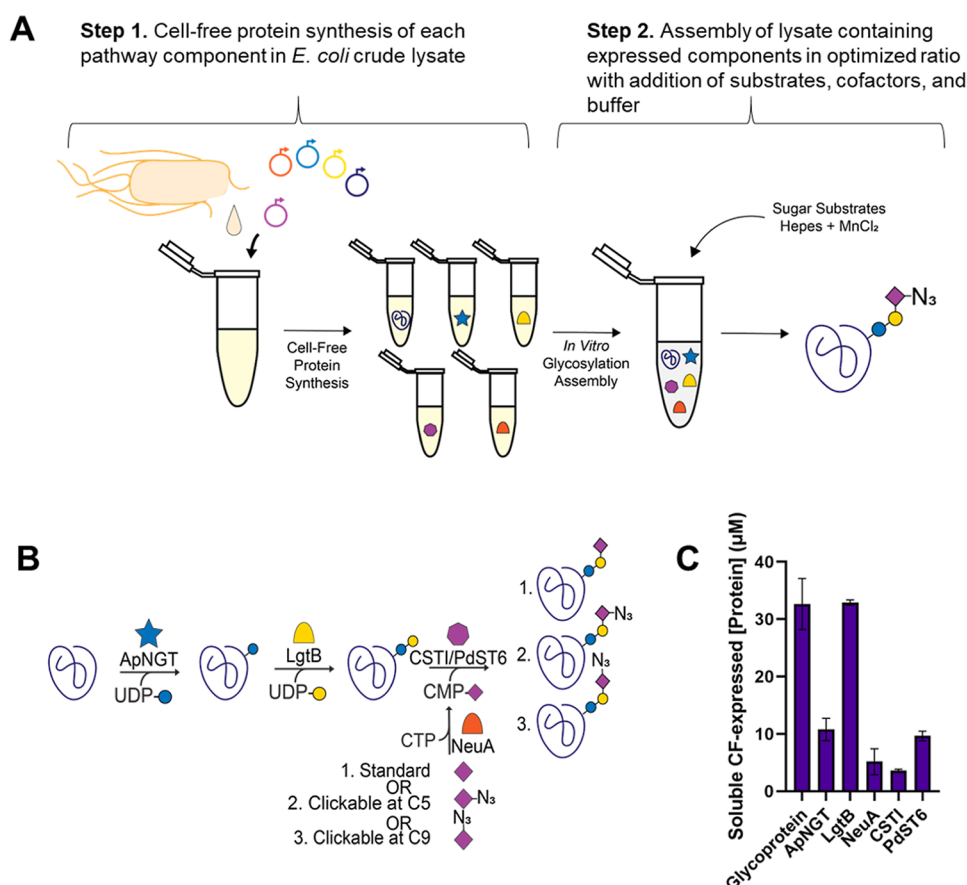 A
Step 1. Cell-free protein synthesis of each
pathway component in E. coli crude lysate
Step 2. Assembly of lysate containing
expressed components in optimized ratio
with addition of substrates, cofactors, and
buffer
Sugar Substrates
Hepes + MnCl₂
N₃
Cell-Free
Protein
Synthesis
In Vitro
Glycosylation
Assembly
B
ApNGT
UDP
LgtB
UDP
CSTI/PdST6
CMP
CTP
NeuA
1. Standard
OR
2. Clickable at C5
N₃
OR
N₃
3. Clickable at C9
1.
2.
N₃
N₃
3.
C
Soluble CF-expressed [Protein] (µM)
40
30
20
10
0
Glycoprotein
ApNGT
LgtB
NeuA
CSTI
PdST6